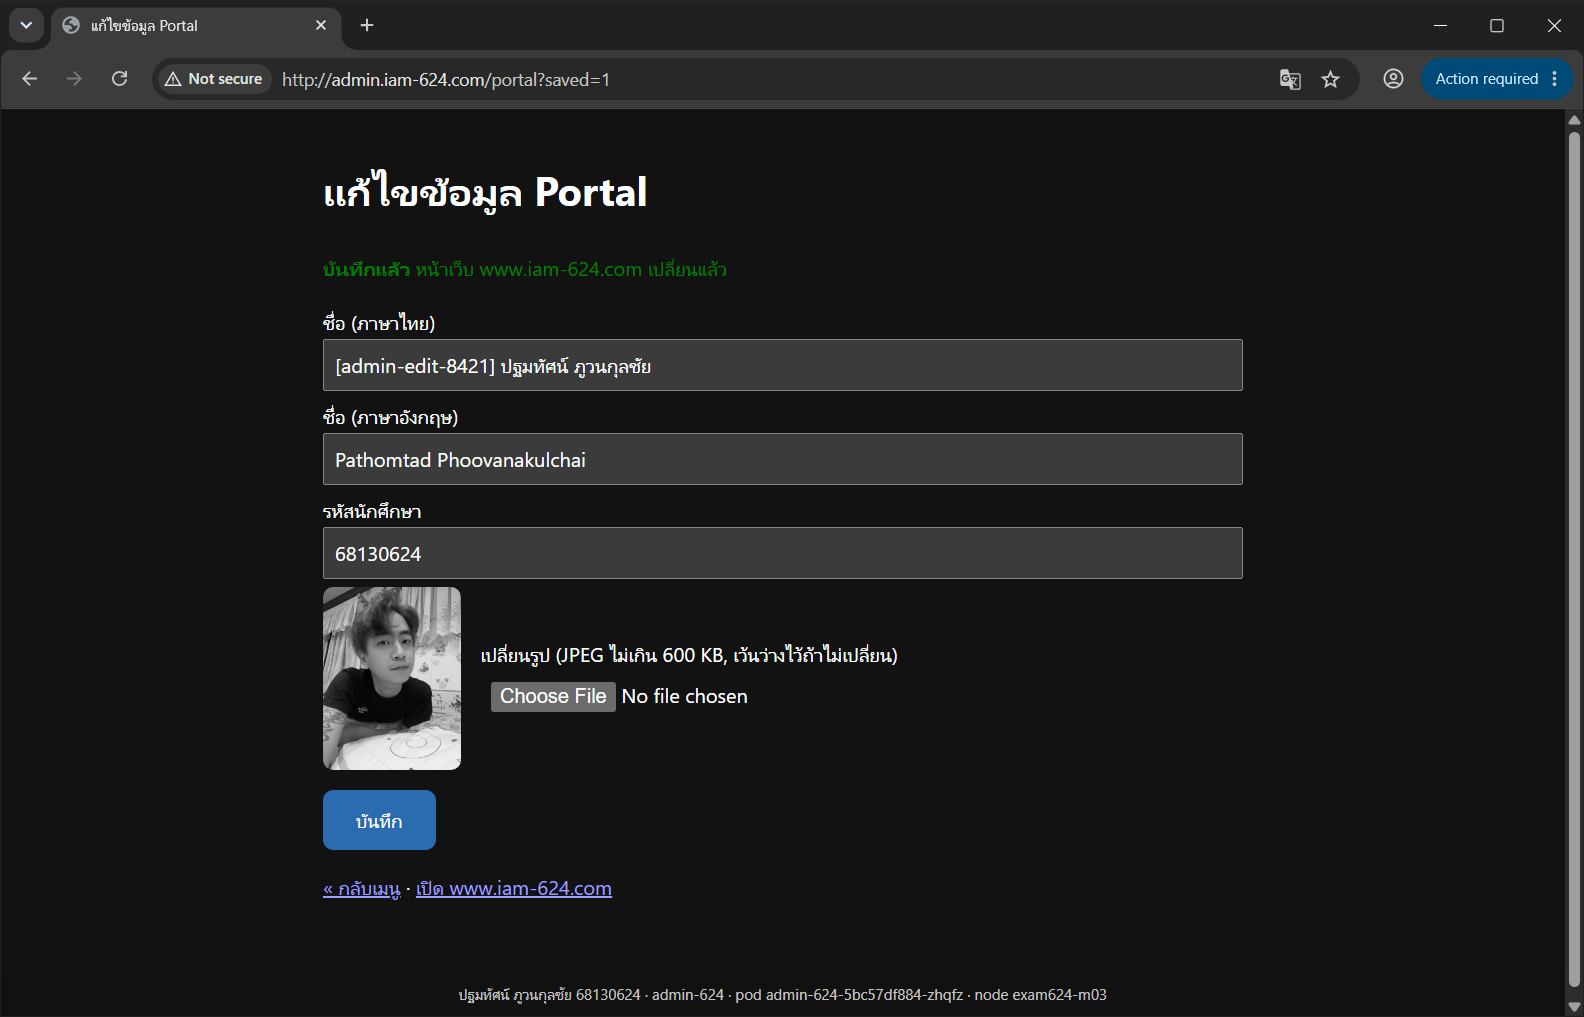 แก้ไขข้อมูล Portal
Not secure
http://admin.iam-624.com/portal?saved=1
Action required
แก้ไขข้อมูล Portal
บันทึกแล้ว หน้าเว็บ www.iam-624.com เปลี่ยนแล้ว
ชื่อ (ภาษาไทย)
[admin-edit-8421] ปฐมทัศน์ ภูวนกุลชัย
ชื่อ (ภาษาอังกฤษ)
Pathomtad Phoovanakulchai
รหัสนักศึกษา
68130624
เปลี่ยนรูป (JPEG ไม่เกิน 600 KB, เว้นว่างไว้ถ้าไม่เปลี่ยน)
Choose File No file chosen
บันทึก
« กลับเมนู · เปิด www.iam-624.com
ปฐมทัศน์ ภูวนกุลชัย 68130624 · admin-624 · pod admin-624-5bc57df884-zhqfz · node exam624-m03